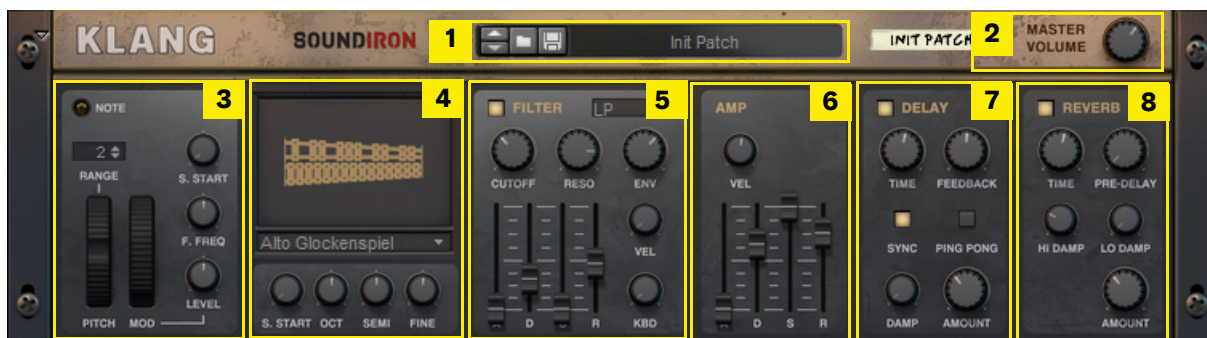 KLANG
SOUNDIRON
1
Init Patch
INIT PATCH
2
MASTER
VOLUME
3
NOTE
2
RANGE
S. START
F. FREQ
LEVEL
PITCH MOD
4
Alto Glockenspiel
S. START OCT SEMI FINE
5
FILTER LP
CUTOFF RESO ENV
VEL
A D S R KBD
6
AMP
VEL
A D S R
7
DELAY
TIME FEEDBACK
SYNC PING PONG
DAMP AMOUNT
8
REVERB
TIME PRE-DELAY
HI DAMP LO DAMP
AMOUNT